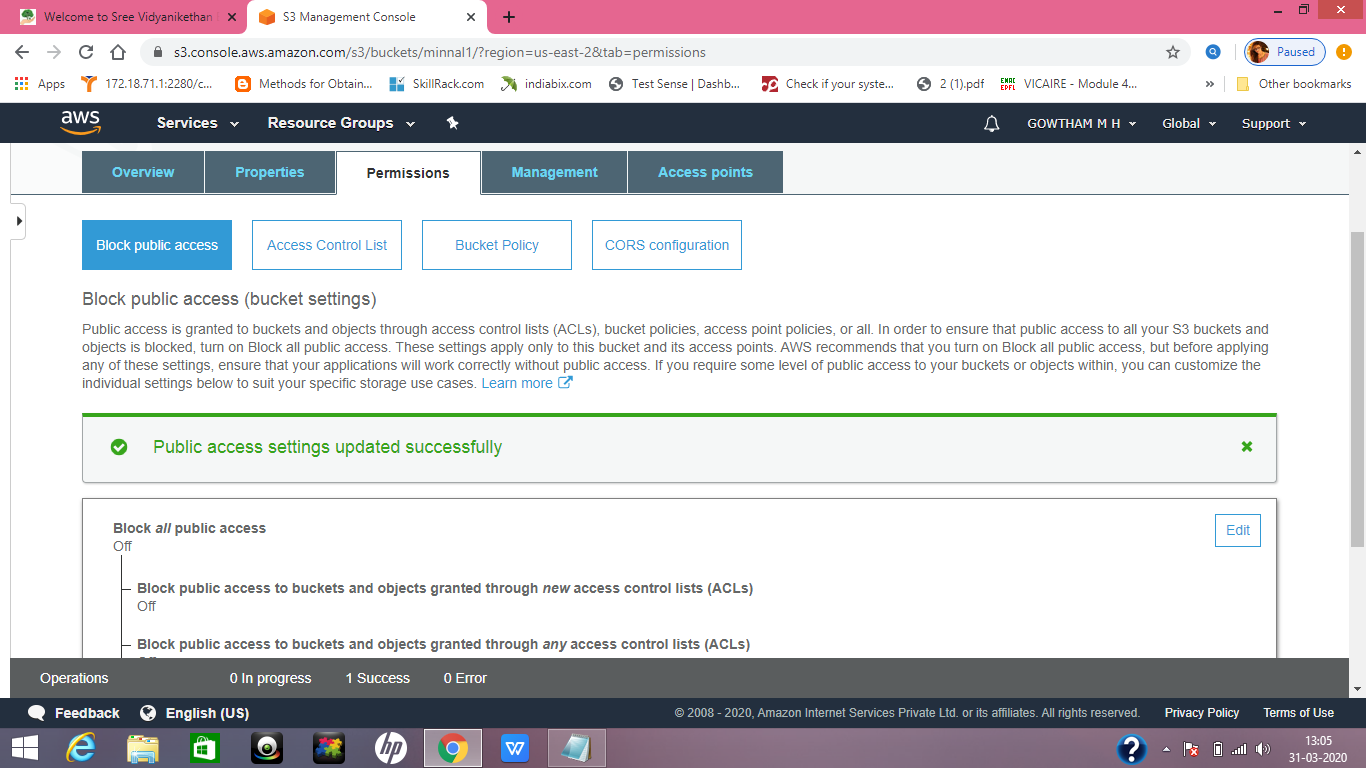 Welcome to Sree Vidyanikethan
S3 Management Console
s3.console.aws.amazon.com/s3/buckets/minnal1/?region=us-east-2&tab=permissions
Paused
Apps
172.18.71.1:2280/c...
Methods for Obtain...
SkillRack.com
indiabix.com
Test Sense | Dashb...
Check if your syste...
2 (1).pdf
VICAIRE - Module 4...
»
Other bookmarks
aws
Services
Resource Groups
GOWTHAM M H
Global
Support
Overview
Properties
Permissions
Management
Access points
Block public access
Access Control List
Bucket Policy
CORS configuration
Block public access (bucket settings)
Public access is granted to buckets and objects through access control lists (ACLs), bucket policies, access point policies, or all. In order to ensure that public access to all your S3 buckets and
objects is blocked, turn on Block all public access. These settings apply only to this bucket and its access points. AWS recommends that you turn on Block all public access, but before applying
any of these settings, ensure that your applications will work correctly without public access. If you require some level of public access to your buckets or objects within, you can customize the
individual settings below to suit your specific storage use cases. Learn more
Public access settings updated successfully
Block all public access
Edit
Off
Block public access to buckets and objects granted through new access control lists (ACLs)
Off
Block public access to buckets and objects granted through any access control lists (ACLs)
Operations
0 In progress
1 Success
0 Error
Feedback
English (US)
© 2008 - 2020, Amazon Internet Services Private Ltd. or its affiliates. All rights reserved.
Privacy Policy
Terms of Use
hp
W
13:05
31-03-2020